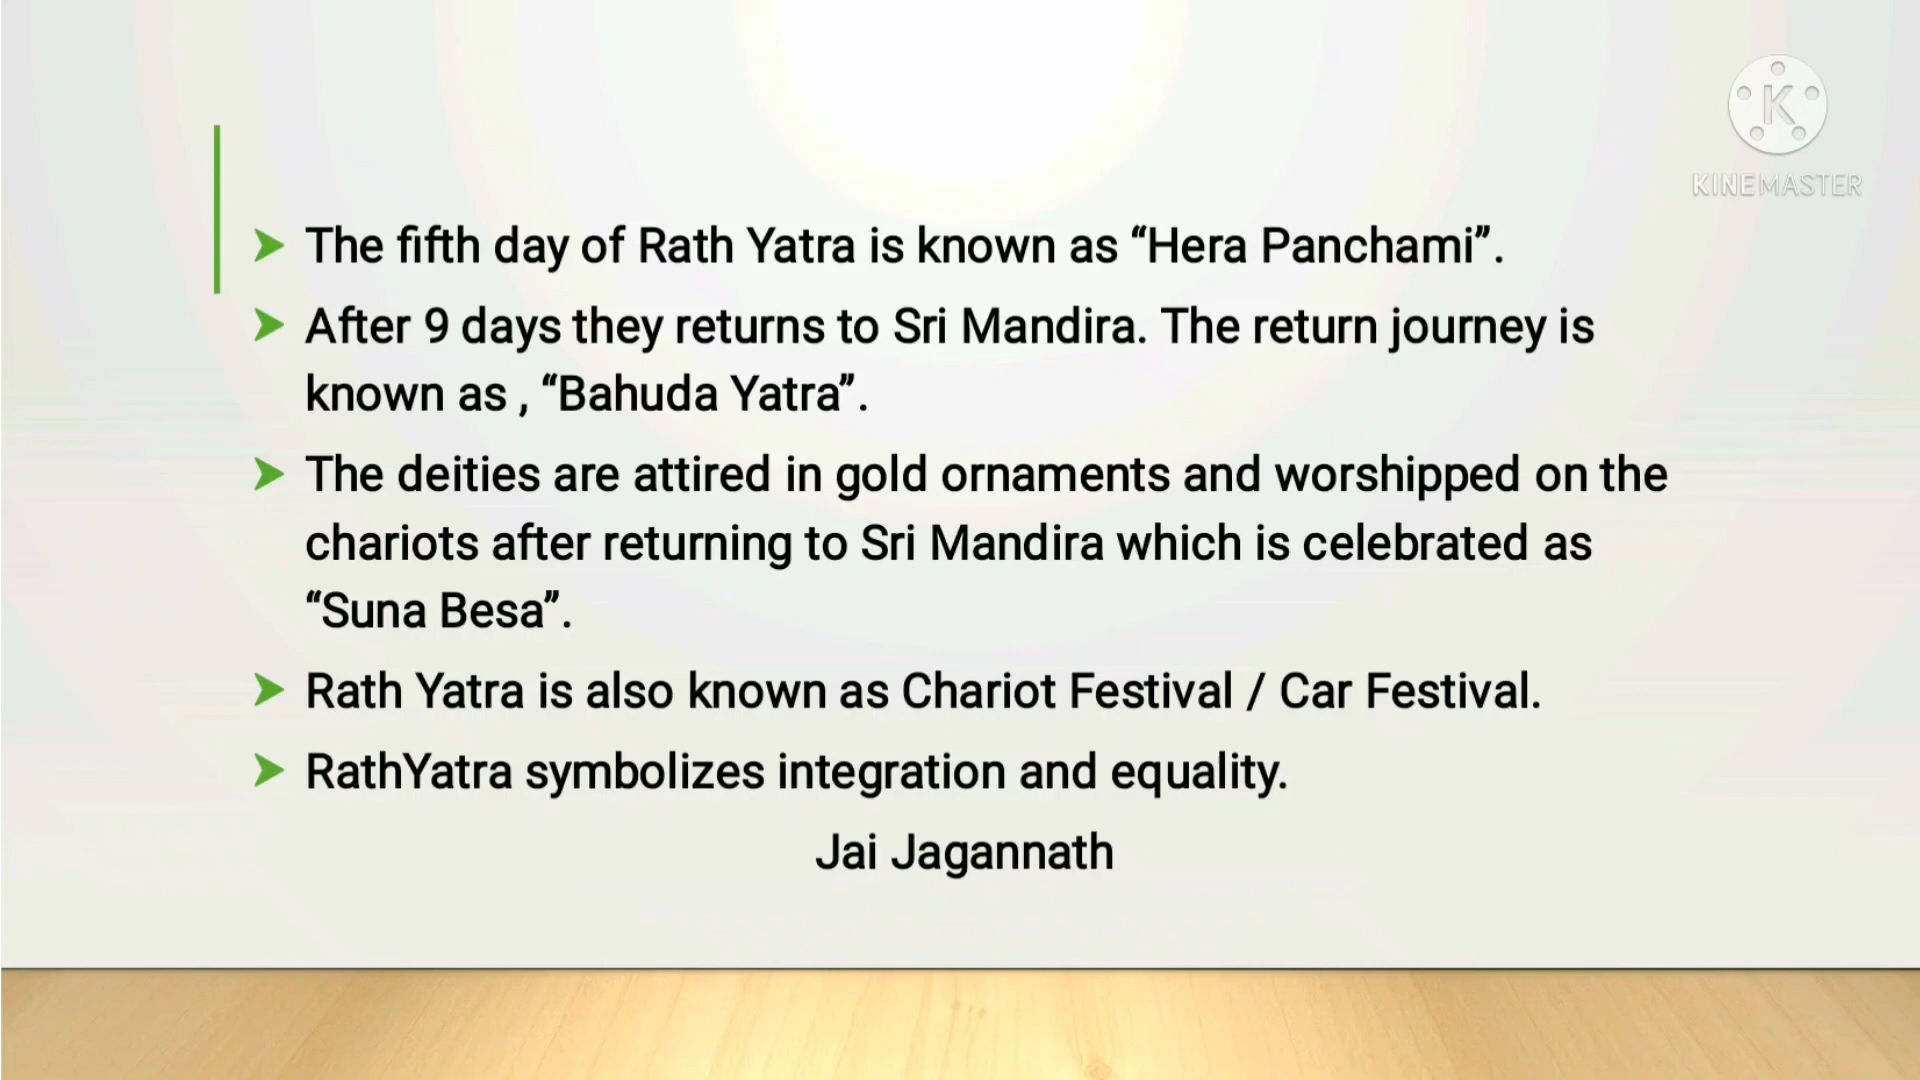 KINEMASTER
The fifth day of Rath Yatra is known as “Hera Panchami”.
After 9 days they returns to Sri Mandira. The return journey is
known as , “Bahuda Yatra”.
The deities are attired in gold ornaments and worshipped on the
chariots after returning to Sri Mandira which is celebrated as
“Suna Besa”.
Rath Yatra is also known as Chariot Festival / Car Festival.
RathYatra symbolizes integration and equality.
Jai Jagannath